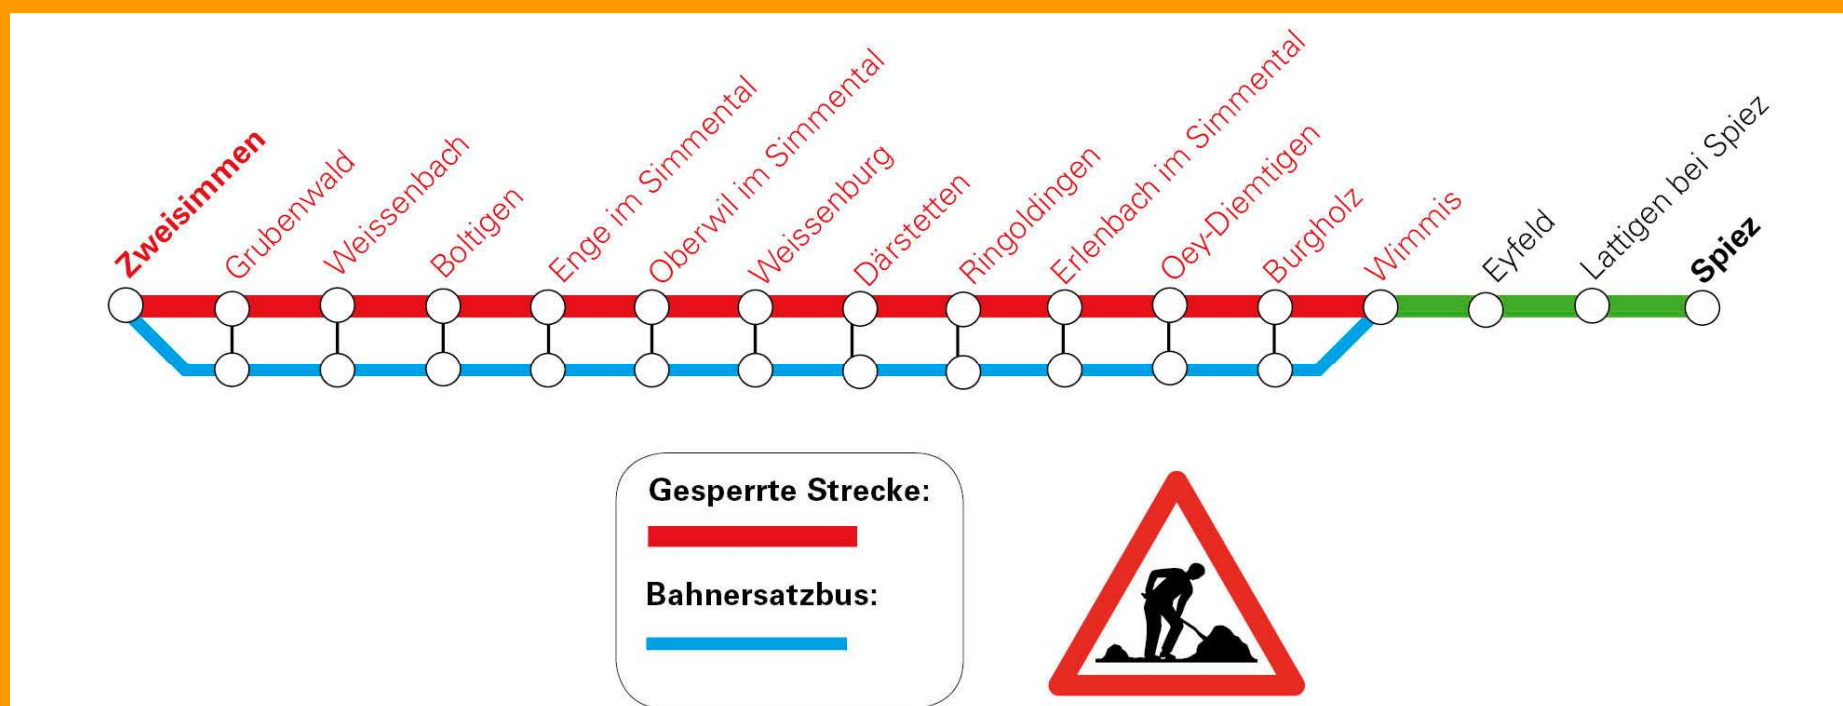 Zweisimmen
Grubenwald
Weissenbach
Boltigen
Enge im Simmental
Oberwil im Simmental
Weissenburg
Därstetten
Ringoldingen
Erlenbach im Simmental
Oey-Diemtigen
Burgholz
Wimmis
Eyfeld
Lattigen bei Spiez
Spiez
Gesperrte Strecke:
Bahnersatzbus: